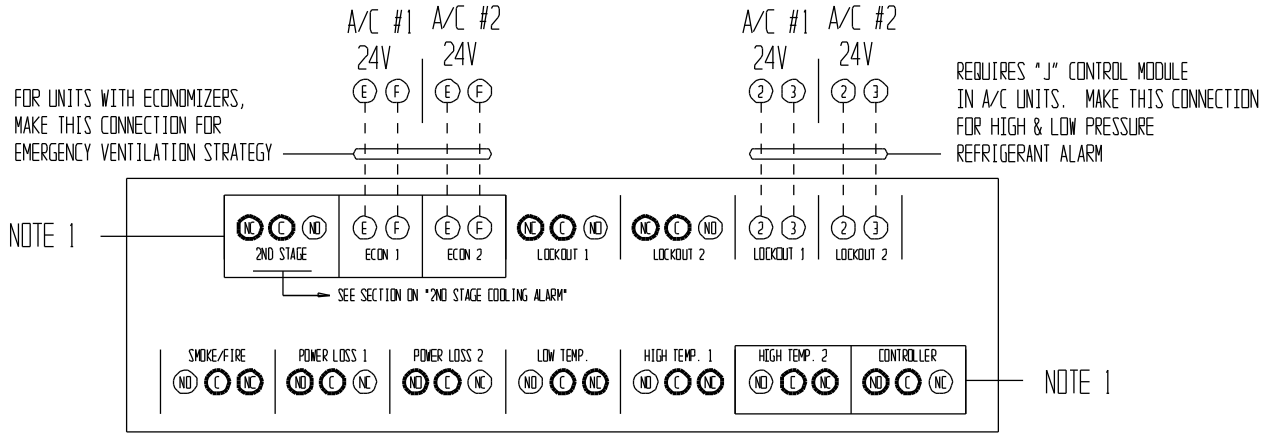 A/C #1 A/C #2 A/C #1 A/C #2
24V 24V 24V 24V
FOR UNITS WITH ECONOMIZERS,
MAKE THIS CONNECTION FOR
EMERGENCY VENTILATION STRATEGY
E F E F 2 3 2 3
REQUIRES "J" CONTROL MODULE
IN A/C UNITS. MAKE THIS CONNECTION
FOR HIGH & LOW PRESSURE
REFRIGERANT ALARM
NOTE 1
NC C NO E F E F NC C NO NC C NO 2 3 2 3
2ND STAGE ECON 1 ECON 2 LOCKOUT 1 LOCKOUT 2 LOCKOUT 1 LOCKOUT 2
SEE SECTION ON "2ND STAGE COOLING ALARM"
SMOKE/FIRE POWER LOSS 1 POWER LOSS 2 LOW TEMP. HIGH TEMP. 1 HIGH TEMP. 2 CONTROLLER
NO C NC NO C NC NO C NC NO C NC NO C NC NO C NC NO C NC
NOTE 1